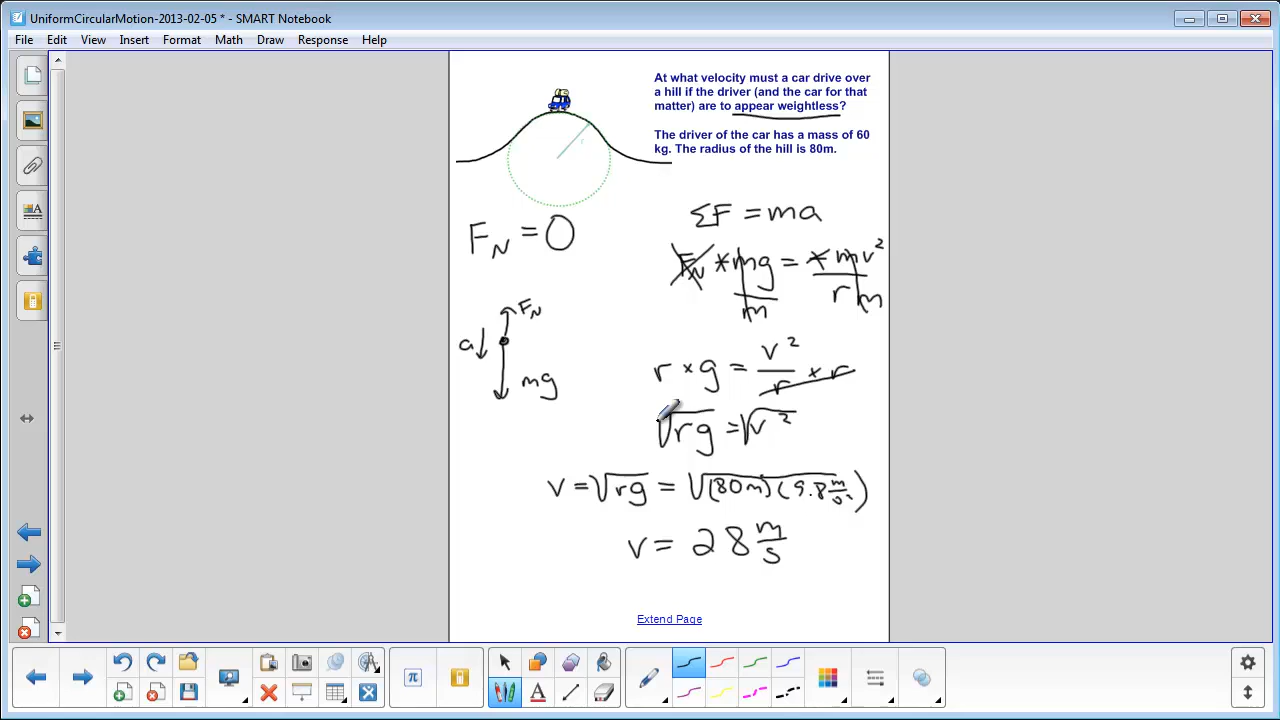 UniformCircularMotion-2013-02-05 * - SMART Notebook
File Edit View Insert Format Math Draw Response Help
At what velocity must a car drive over
a hill if the driver (and the car for that
matter) are to appear weightless?
The driver of the car has a mass of 60
kg. The radius of the hill is 80m.
r
F_N = 0
ΣF = ma
F_N - mg = - mv²
m r m
F_N
a
mg
r × g = v²/r × r
√rg = √v²
v = √rg = √(80m)(9.8 m/s²)
v = 28 m/s
Extend Page
π
A